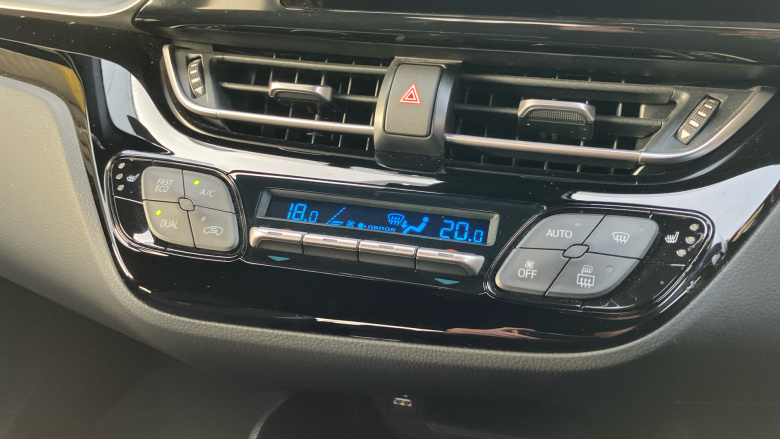 FAST
ECO
A/C
DUAL
18.0
20.0
AUTO
OFF